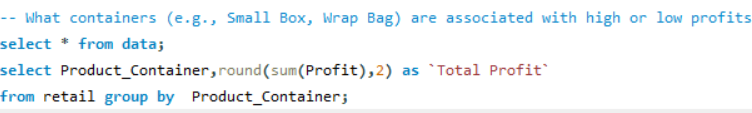 -- What containers (e.g., Small Box, Wrap Bag) are associated with high or low profits
select * from data;
select Product_Container,round(sum(Profit),2) as `Total Profit`
from retail group by  Product_Container;